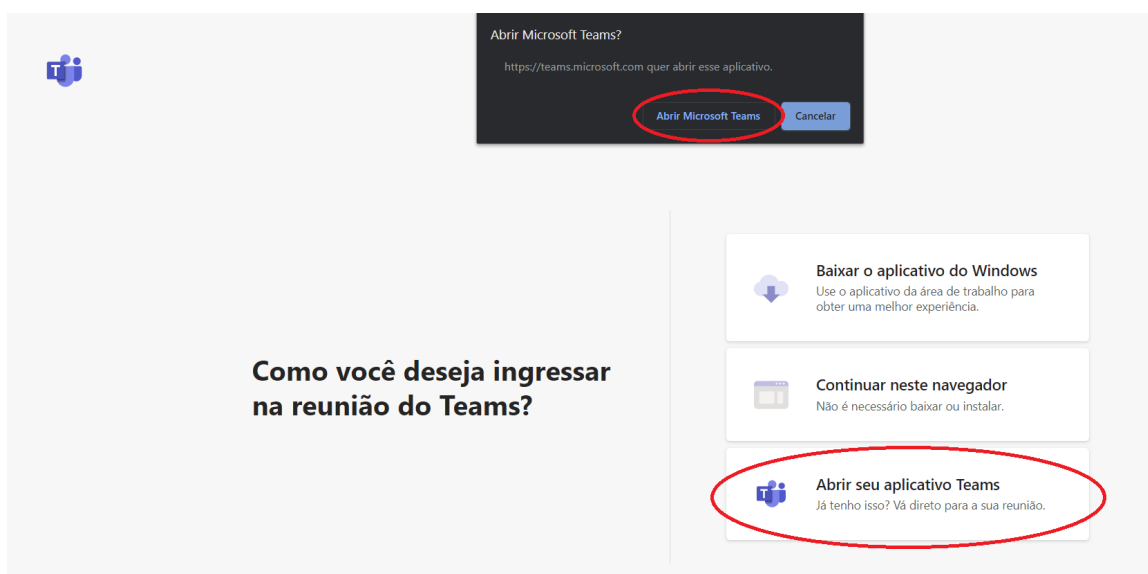 Abrir Microsoft Teams?
https://teams.microsoft.com quer abrir esse aplicativo.
Abrir Microsoft Teams
Cancelar
T
Como você deseja ingressar
na reunião do Teams?
Baixar o aplicativo do Windows
Use o aplicativo da área de trabalho para
obter uma melhor experiência.
Continuar neste navegador
Não é necessário baixar ou instalar.
T
Abrir seu aplicativo Teams
Já tenho isso? Vá direto para a sua reunião.